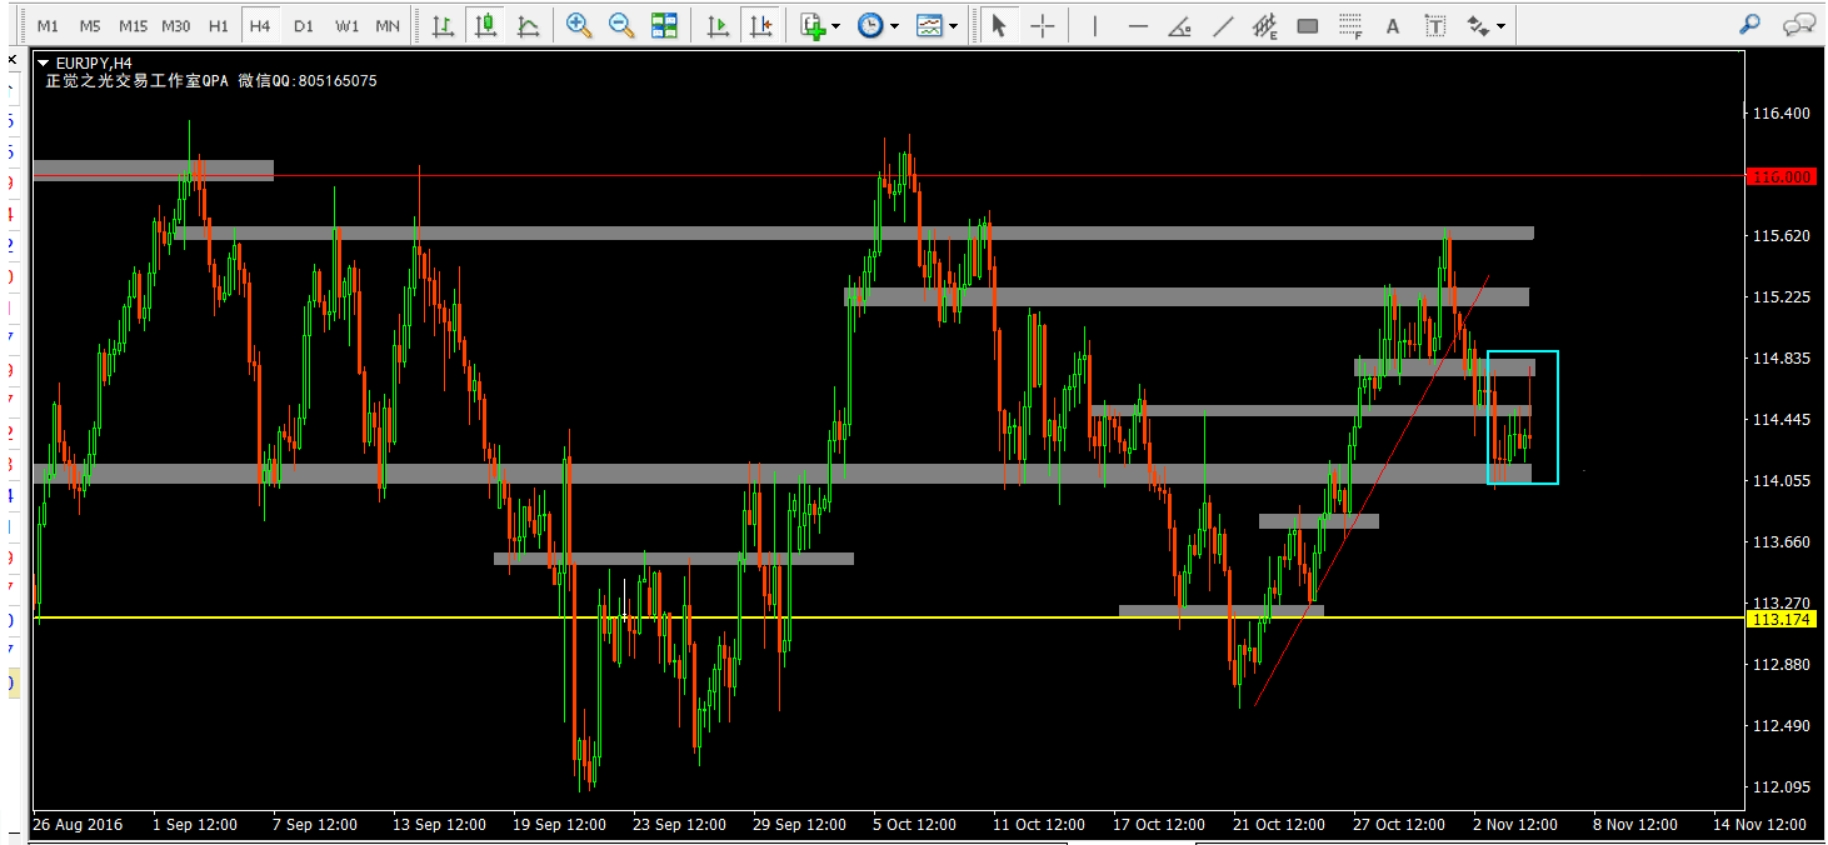 M1 M5 M15 M30 H1 H4 D1 W1 MN
E F A T
EURJPY,H4
正觉之光交易工作室QPA 微信QQ:805165075
116.400
116.000
115.620
115.225
114.835
114.445
114.055
113.660
113.270
113.174
112.880
112.490
112.095
26 Aug 2016 1 Sep 12:00 7 Sep 12:00 13 Sep 12:00 19 Sep 12:00 23 Sep 12:00 29 Sep 12:00 5 Oct 12:00 11 Oct 12:00 17 Oct 12:00 21 Oct 12:00 27 Oct 12:00 2 Nov 12:00 8 Nov 12:00 14 Nov 12:00